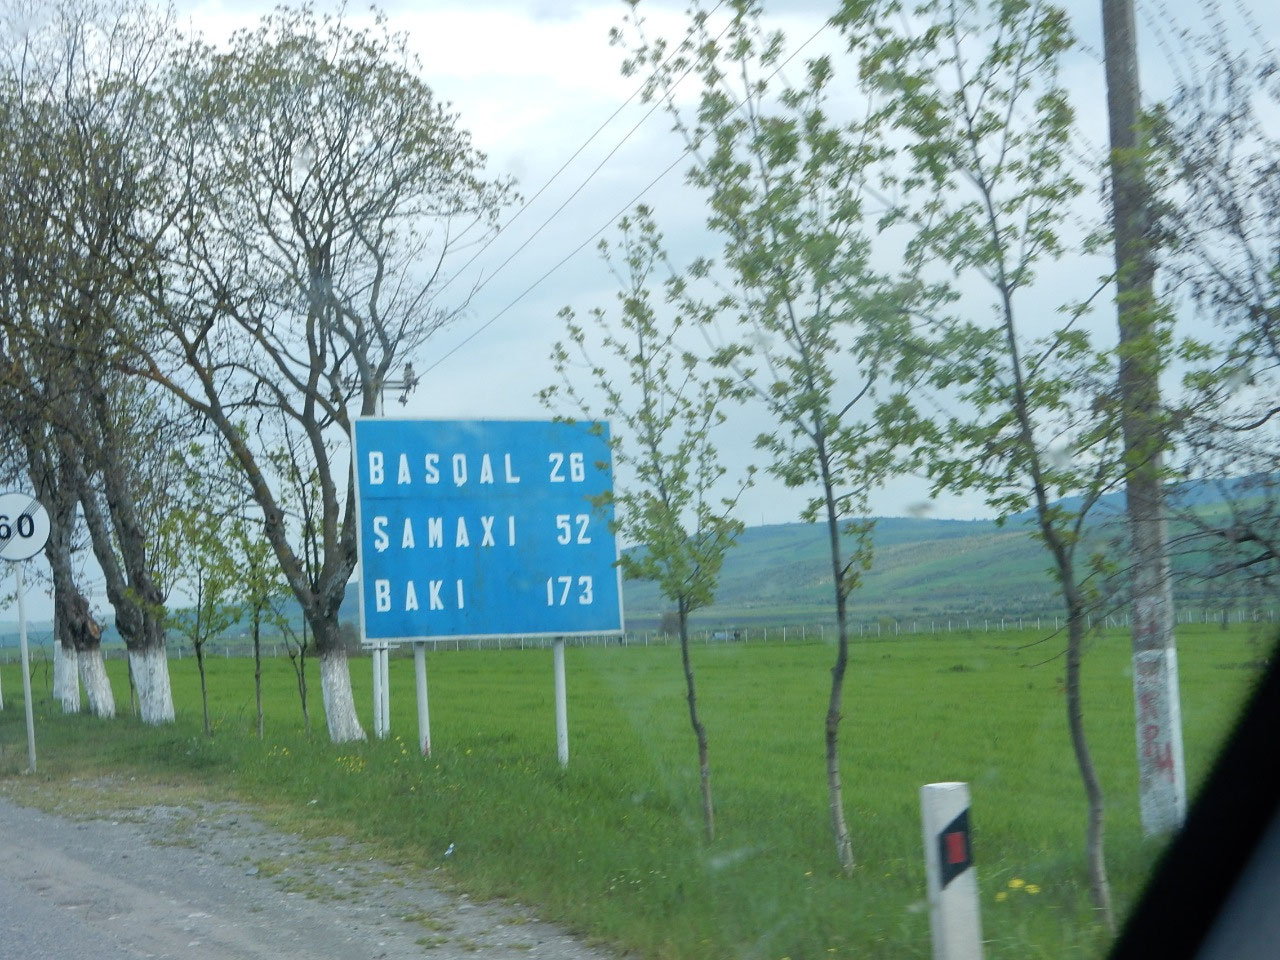 BASQAL 26
ŞAMAXI 52
BAKI 173
60